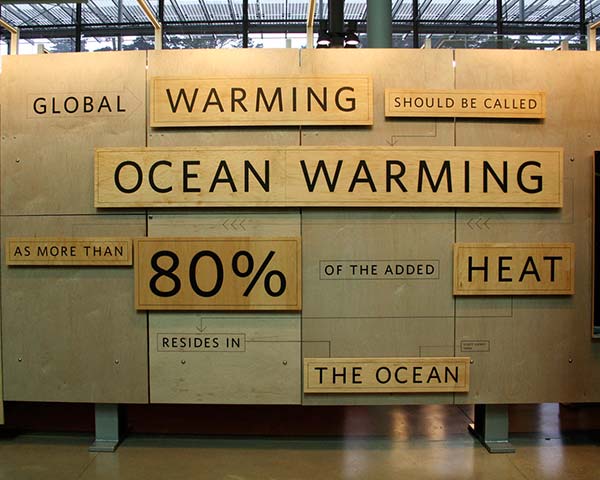 GLOBAL WARMING SHOULD BE CALLED
OCEAN WARMING
AS MORE THAN 80% OF THE ADDED HEAT
RESIDES IN
THE OCEAN